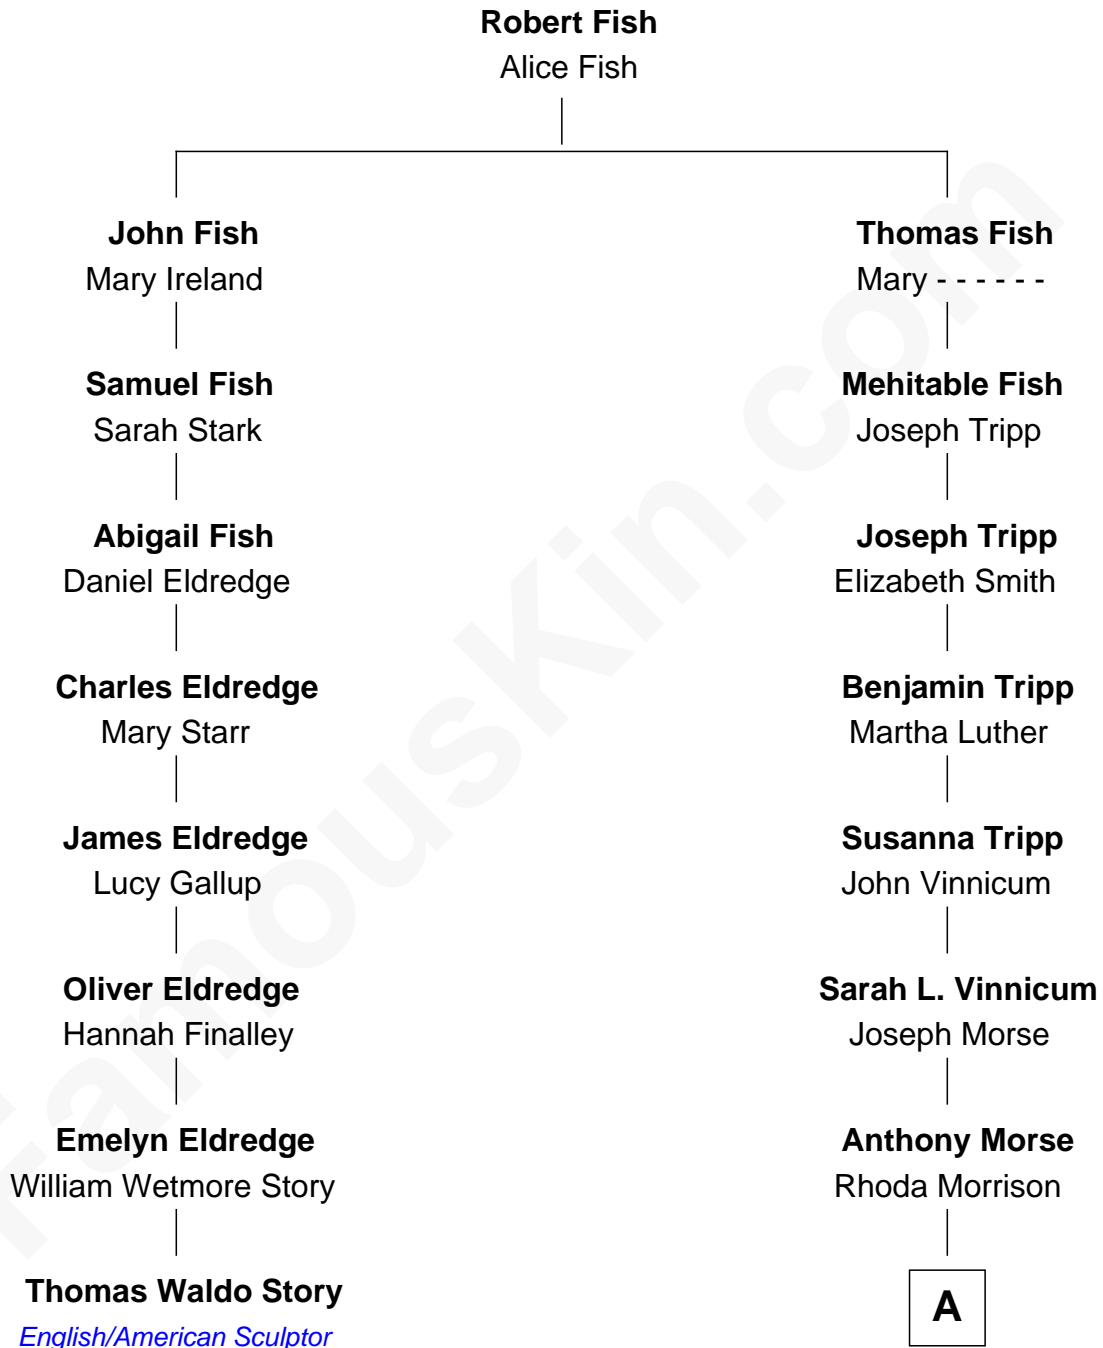 Robert Fish
Alice Fish
John Fish
Mary Ireland
Thomas Fish
Mary - - - - - -
Samuel Fish
Sarah Stark
Mehitable Fish
Joseph Tripp
Abigail Fish
Daniel Eldredge
Joseph Tripp
Elizabeth Smith
Charles Eldredge
Mary Starr
Benjamin Tripp
Martha Luther
James Eldredge
Lucy Gallup
Susanna Tripp
John Vinnicum
Oliver Eldredge
Hannah Finalley
Sarah L. Vinnicum
Joseph Morse
Emelyn Eldredge
William Wetmore Story
Anthony Morse
Rhoda Morrison
Thomas Waldo Story
English/American Sculptor
A
FamousKin.com